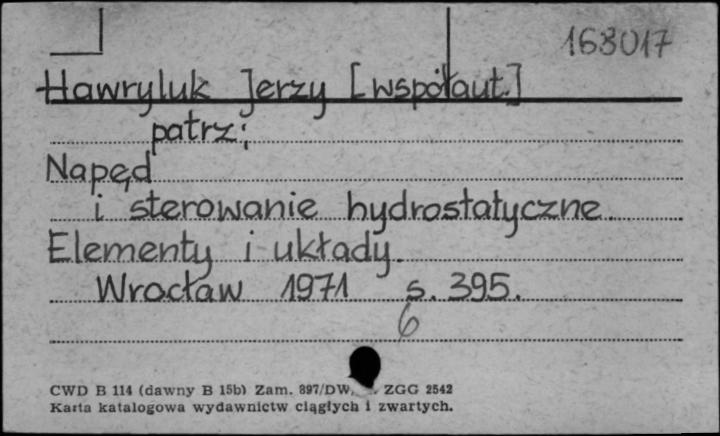 163017
Hawryluk Jerzy [współaut.]
patrz:
Napęd
i sterowanie hydrostatyczne.
Elementy i układy.
Wrocław 1971 s. 395.
6
CWD B 114 (dawny B 15b) Zam. 897/DW, ZGG 2542
Karta katalogowa wydawnictw ciągłych i zwartych.